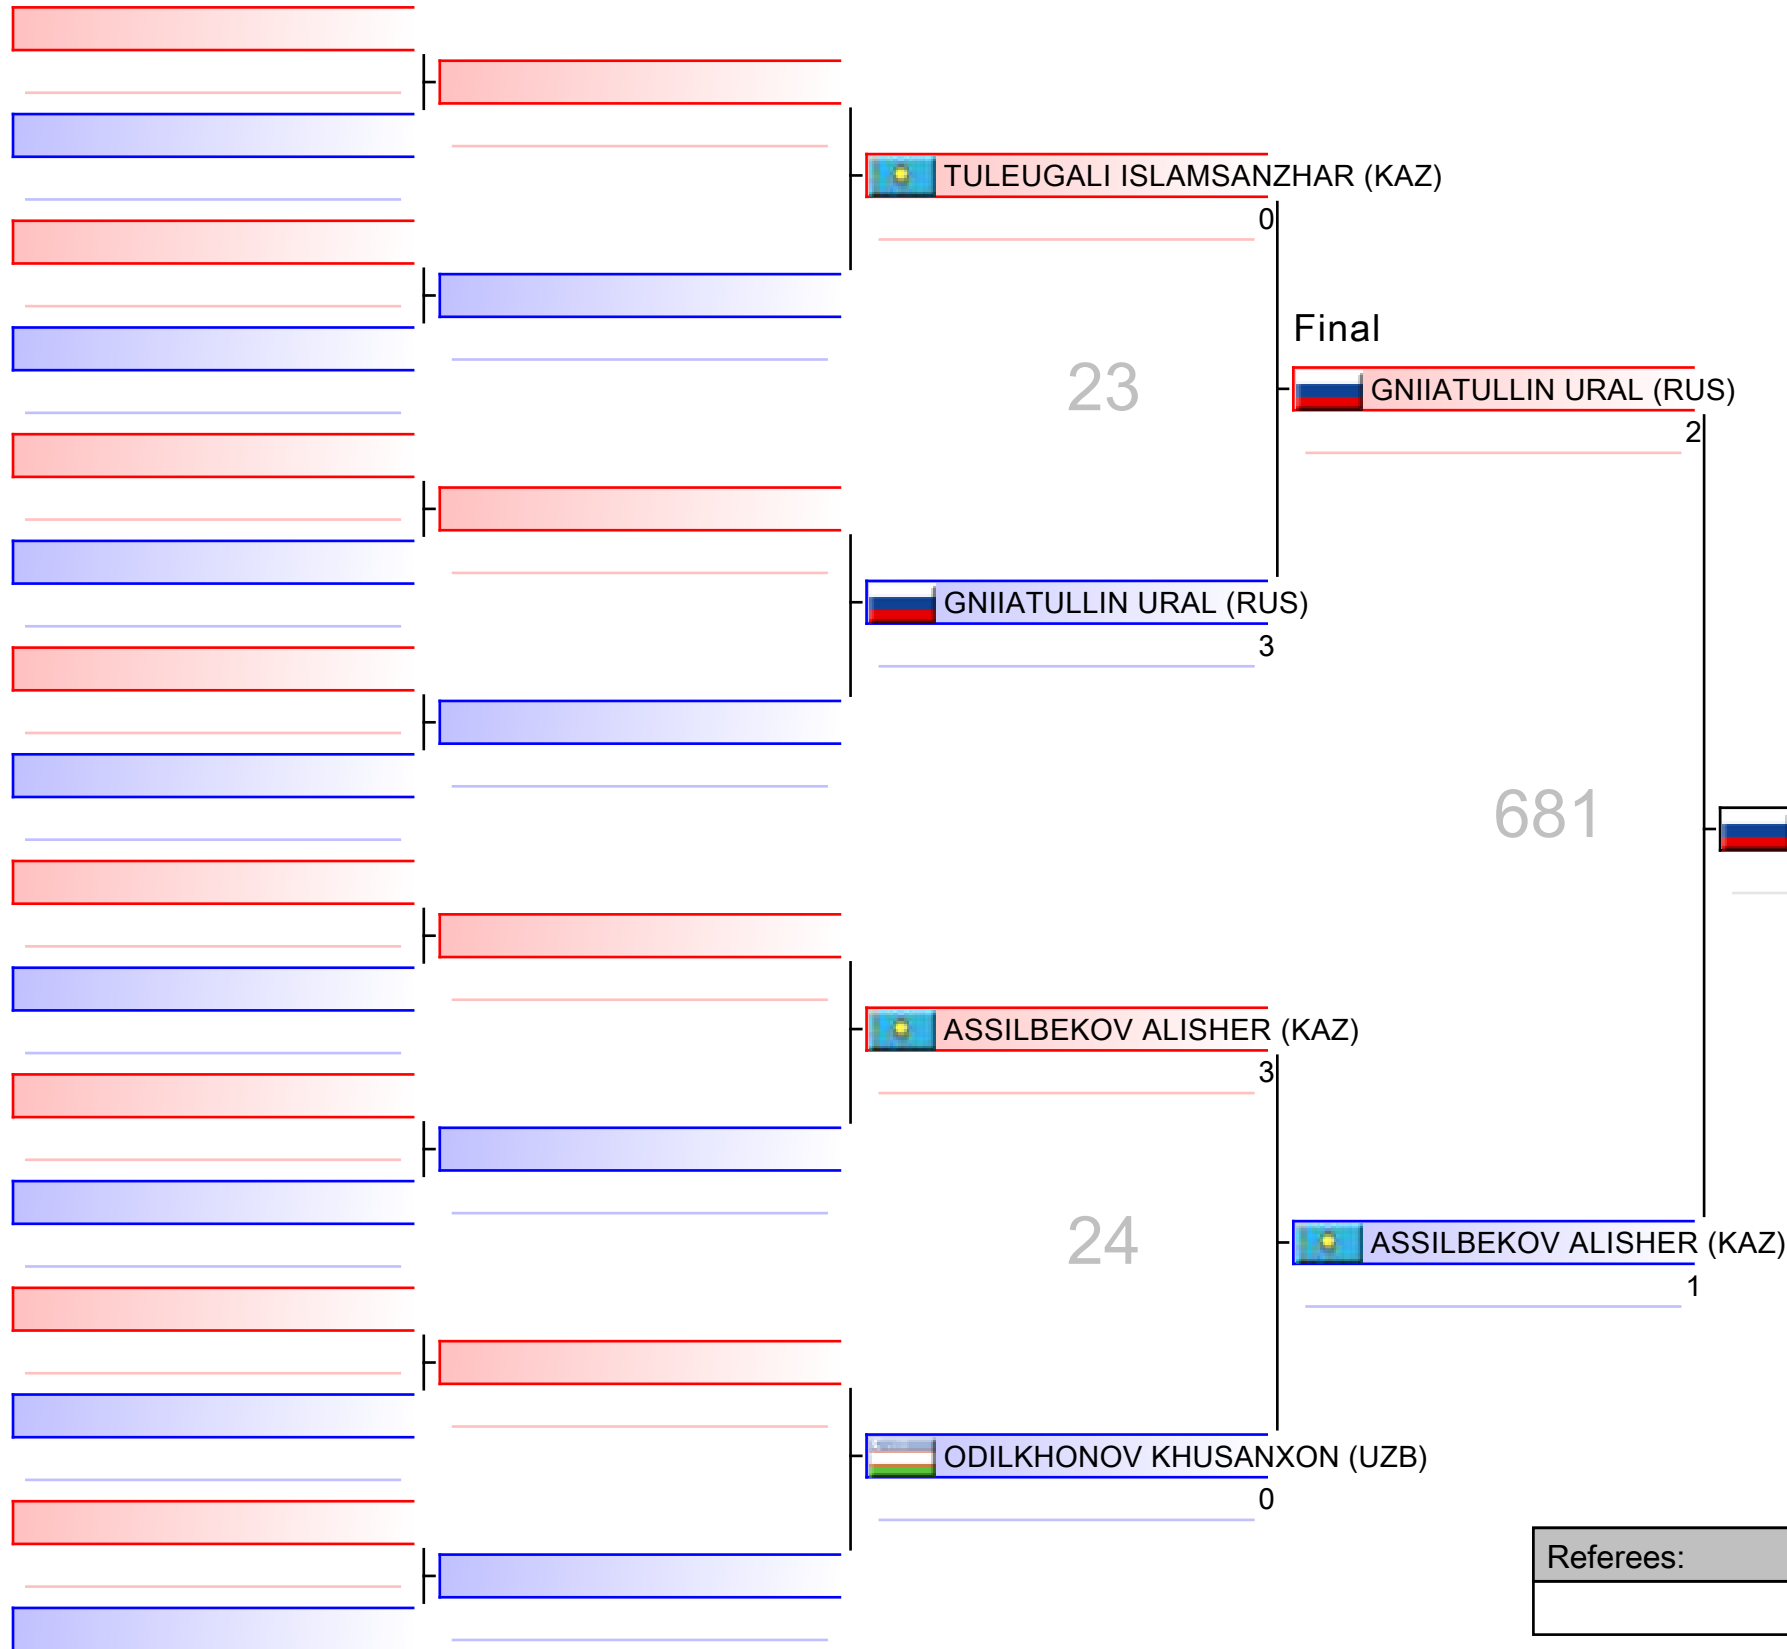 TULEUGALI ISLAMSANZHAR (KAZ)
0
23
Final
GNIIATULLIN URAL (RUS)
2
GNIIATULLIN URAL (RUS)
3
681
ASSILBEKOV ALISHER (KAZ)
3
24
ASSILBEKOV ALISHER (KAZ)
1
ODILKHONOV KHUSANXON (UZB)
0
Referees: